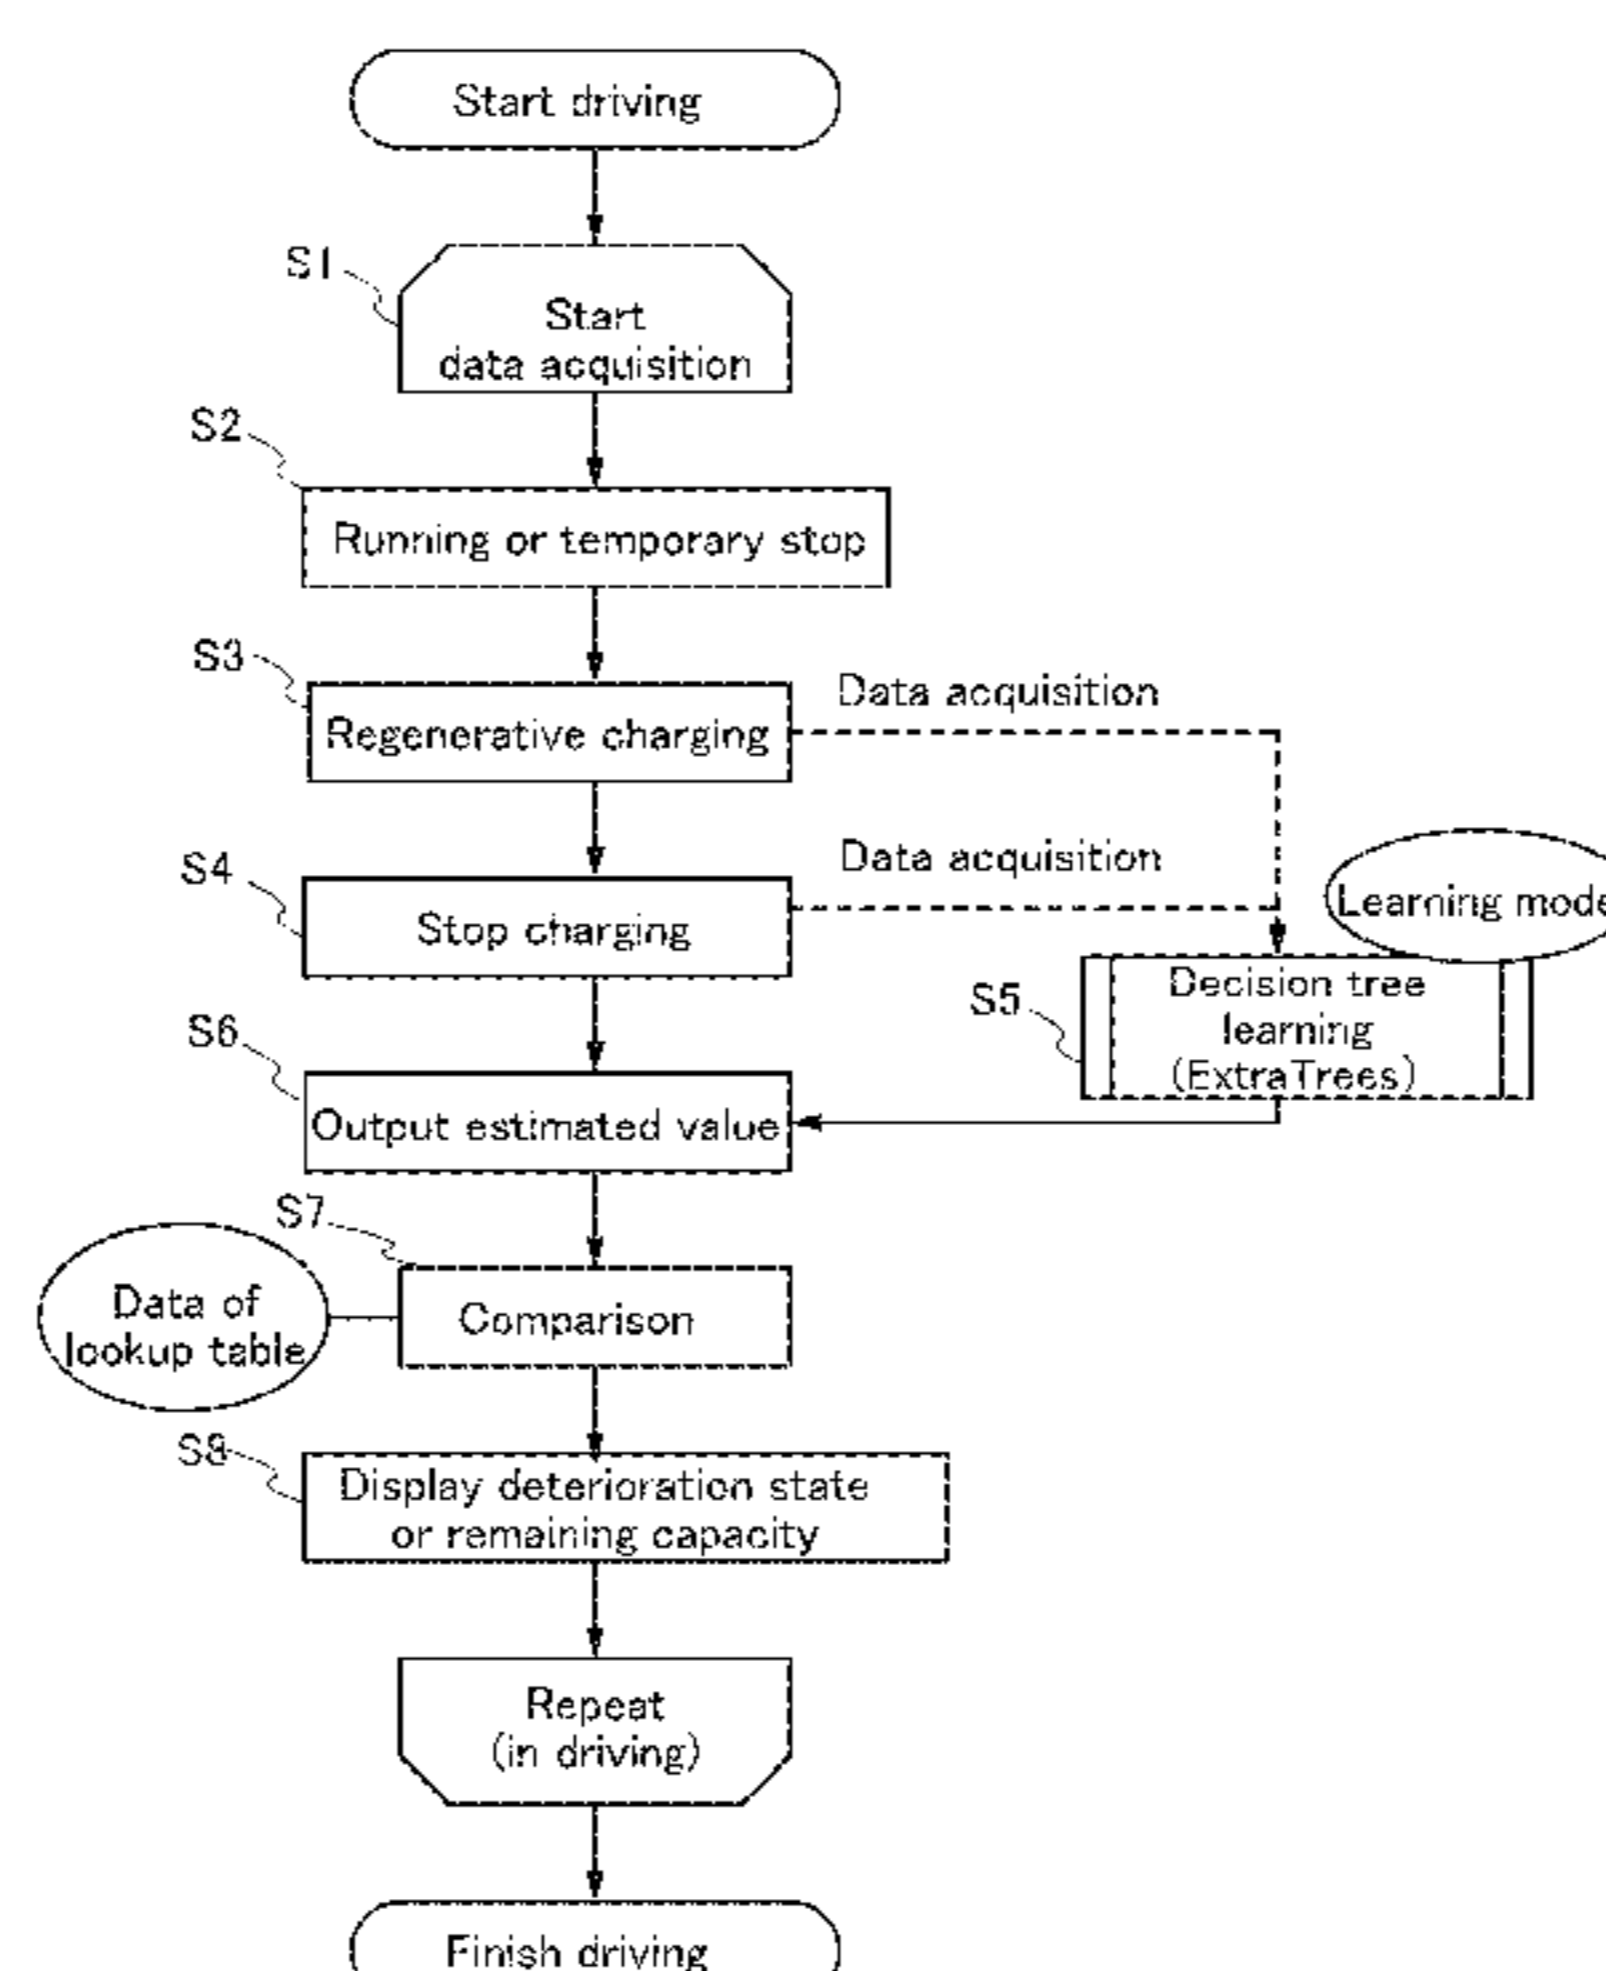 Start driving
S1
Start
data acquisition
S2
Running or temporary stop
S3
Regenerative charging
Data acquisition
S4
Stop charging
Data acquisition
Learning mode
S5
Decision tree
learning
(ExtraTrees)
S6
Output estimated value
S7
Data of
lookup table
Comparison
S8
Display deterioration state
or remaining capacity
Repeat
(in driving)
Finish driving